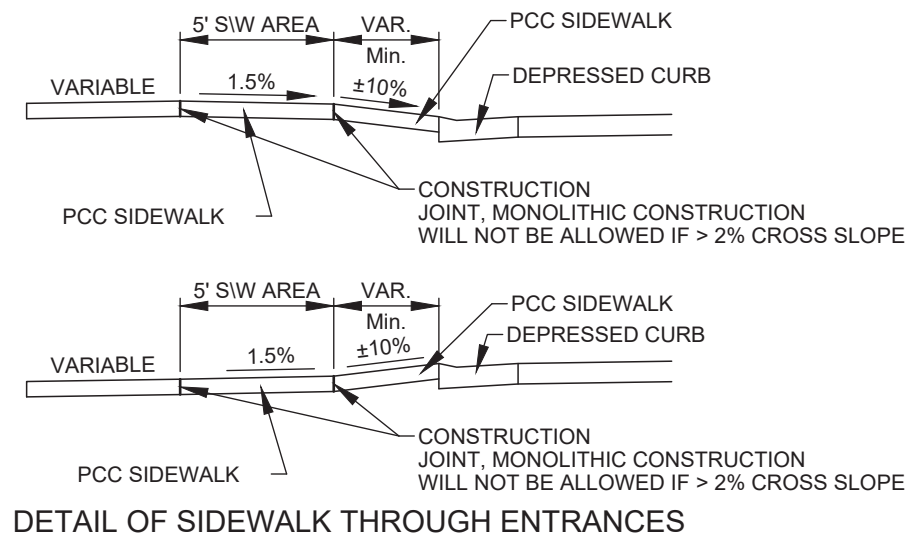 5' S\W AREA
VAR.
PCC SIDEWALK
Min.
DEPRESSED CURB
VARIABLE
1.5%
±10%
CONSTRUCTION
JOINT, MONOLITHIC CONSTRUCTION
WILL NOT BE ALLOWED IF > 2% CROSS SLOPE
PCC SIDEWALK
5' S\W AREA
VAR.
PCC SIDEWALK
Min.
DEPRESSED CURB
VARIABLE
1.5%
±10%
CONSTRUCTION
JOINT, MONOLITHIC CONSTRUCTION
WILL NOT BE ALLOWED IF > 2% CROSS SLOPE
PCC SIDEWALK
DETAIL OF SIDEWALK THROUGH ENTRANCES